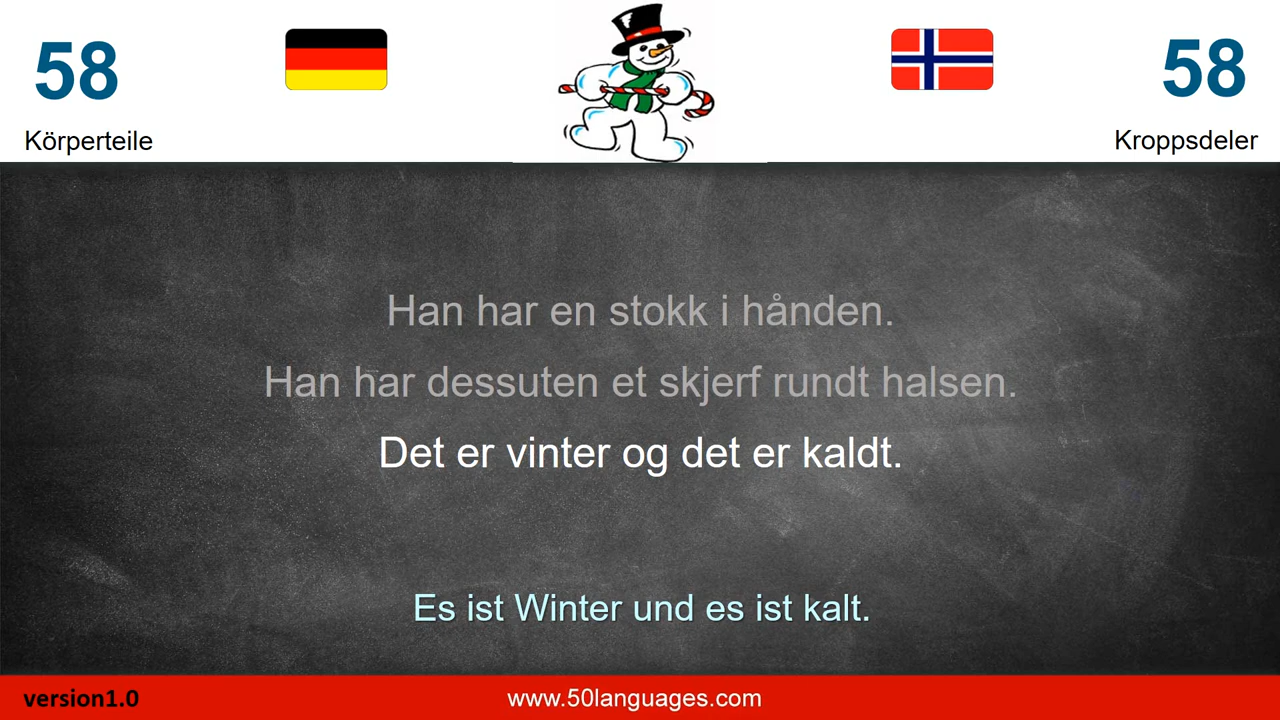 58
58
Körperteile
Kroppsdeler
Han har en stokk i hånden.
Han har dessuten et skjerf rundt halsen.
Det er vinter og det er kaldt.
Es ist Winter und es ist kalt.
version1.0
www.50languages.com